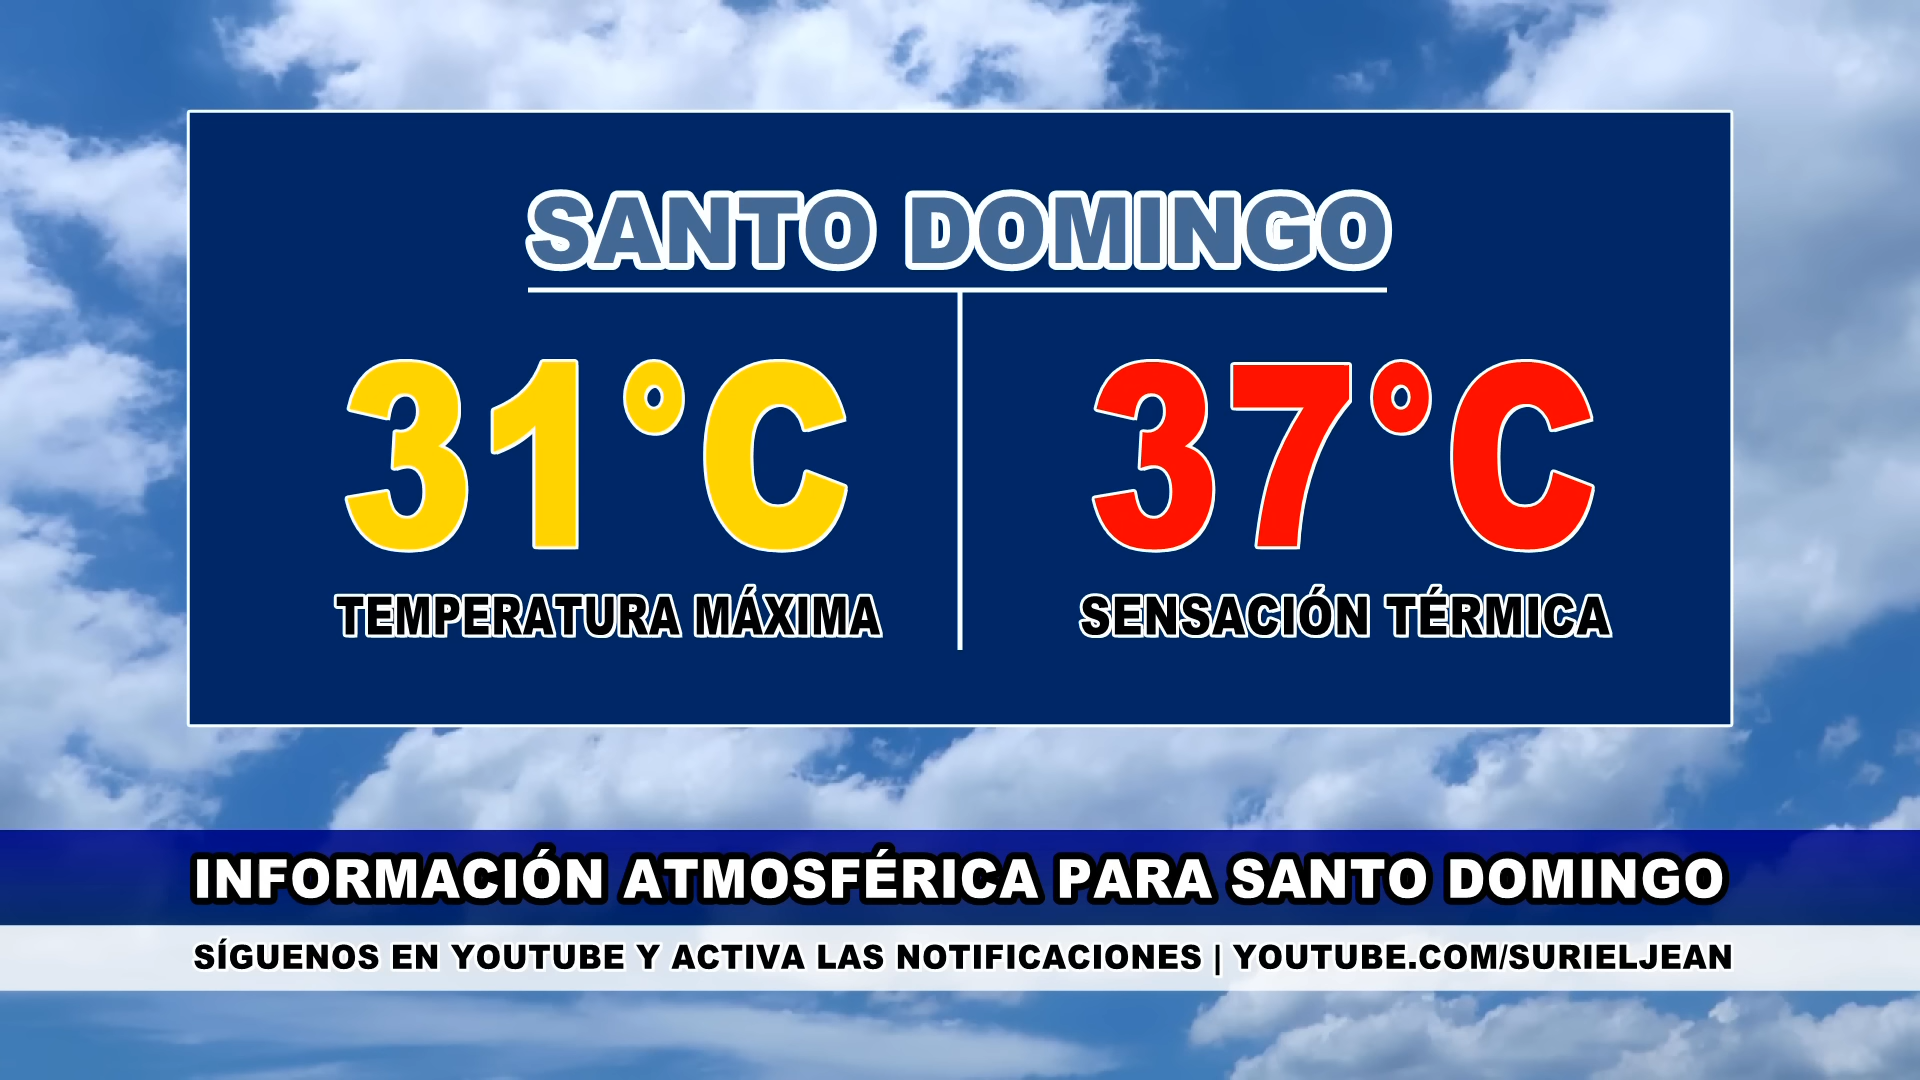 SANTO DOMINGO
31°C
37°C
TEMPERATURA MÁXIMA
SENSACIÓN TÉRMICA
INFORMACIÓN ATMOSFÉRICA PARA SANTO DOMINGO
SÍGUENOS EN YOUTUBE Y ACTIVA LAS NOTIFICACIONES | YOUTUBE.COM/SURIELJEAN